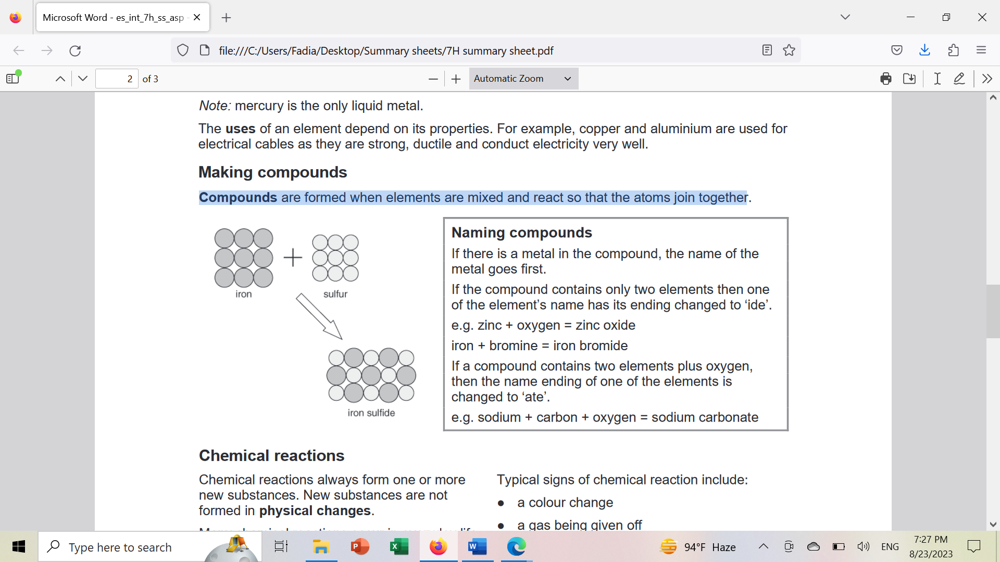 Microsoft Word - es_int_7h_ss_asp -
file:///C:/Users/Fadia/Desktop/Summary sheets/7H summary sheet.pdf
2 of 3
Automatic Zoom
Note: mercury is the only liquid metal.
The uses of an element depend on its properties. For example, copper and aluminium are used for
electrical cables as they are strong, ductile and conduct electricity very well.
Making compounds
Compounds are formed when elements are mixed and react so that the atoms join together.
iron
sulfur
iron sulfide
Naming compounds
If there is a metal in the compound, the name of the
metal goes first.
If the compound contains only two elements then one
of the element’s name has its ending changed to ‘ide’.
e.g. zinc + oxygen = zinc oxide
iron + bromine = iron bromide
If a compound contains two elements plus oxygen,
then the name ending of one of the elements is
changed to ‘ate’.
e.g. sodium + carbon + oxygen = sodium carbonate
Chemical reactions
Chemical reactions always form one or more
new substances. New substances are not
formed in physical changes.
Typical signs of chemical reaction include:
● a colour change
● a gas being given off
Type here to search
94°F Haze
ENG
7:27 PM
8/23/2023